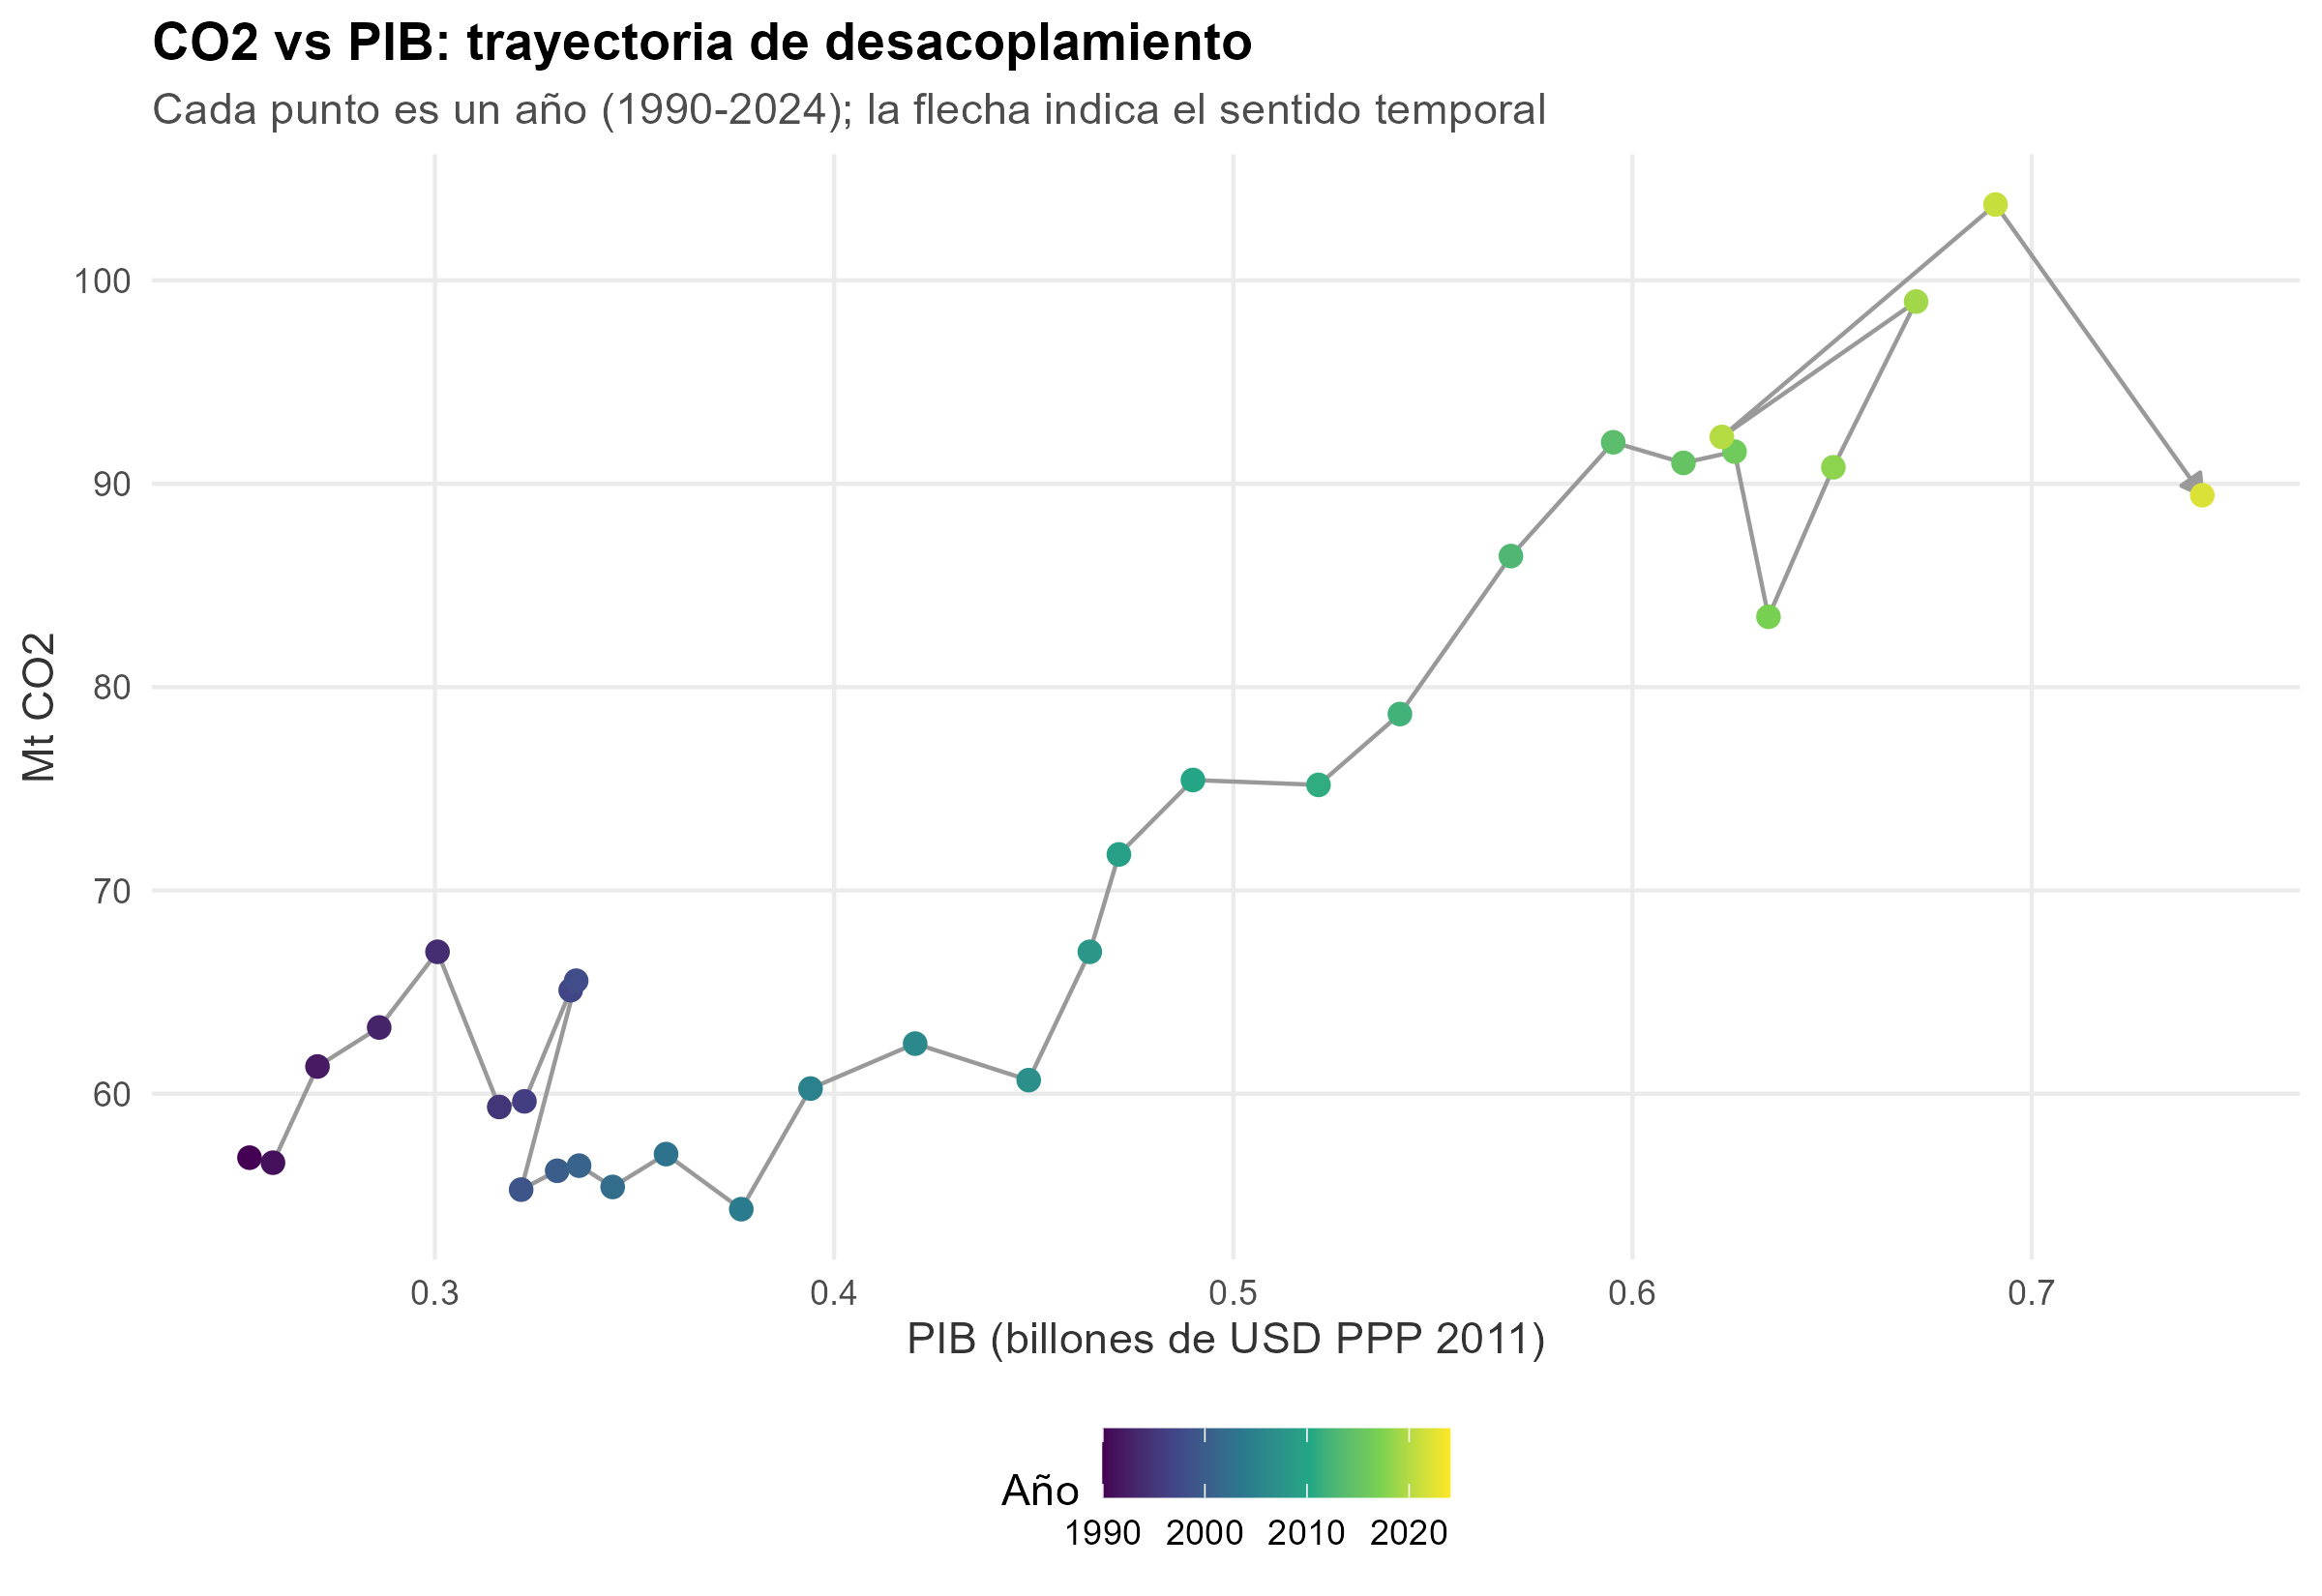 CO2 vs PIB: trayectoria de desacoplamiento
Cada punto es un año (1990-2024); la flecha indica el sentido temporal
Mt CO2
100
90
80
70
60
0.3 0.4 0.5 0.6 0.7
PIB (billones de USD PPP 2011)
Año
1990 2000 2010 2020